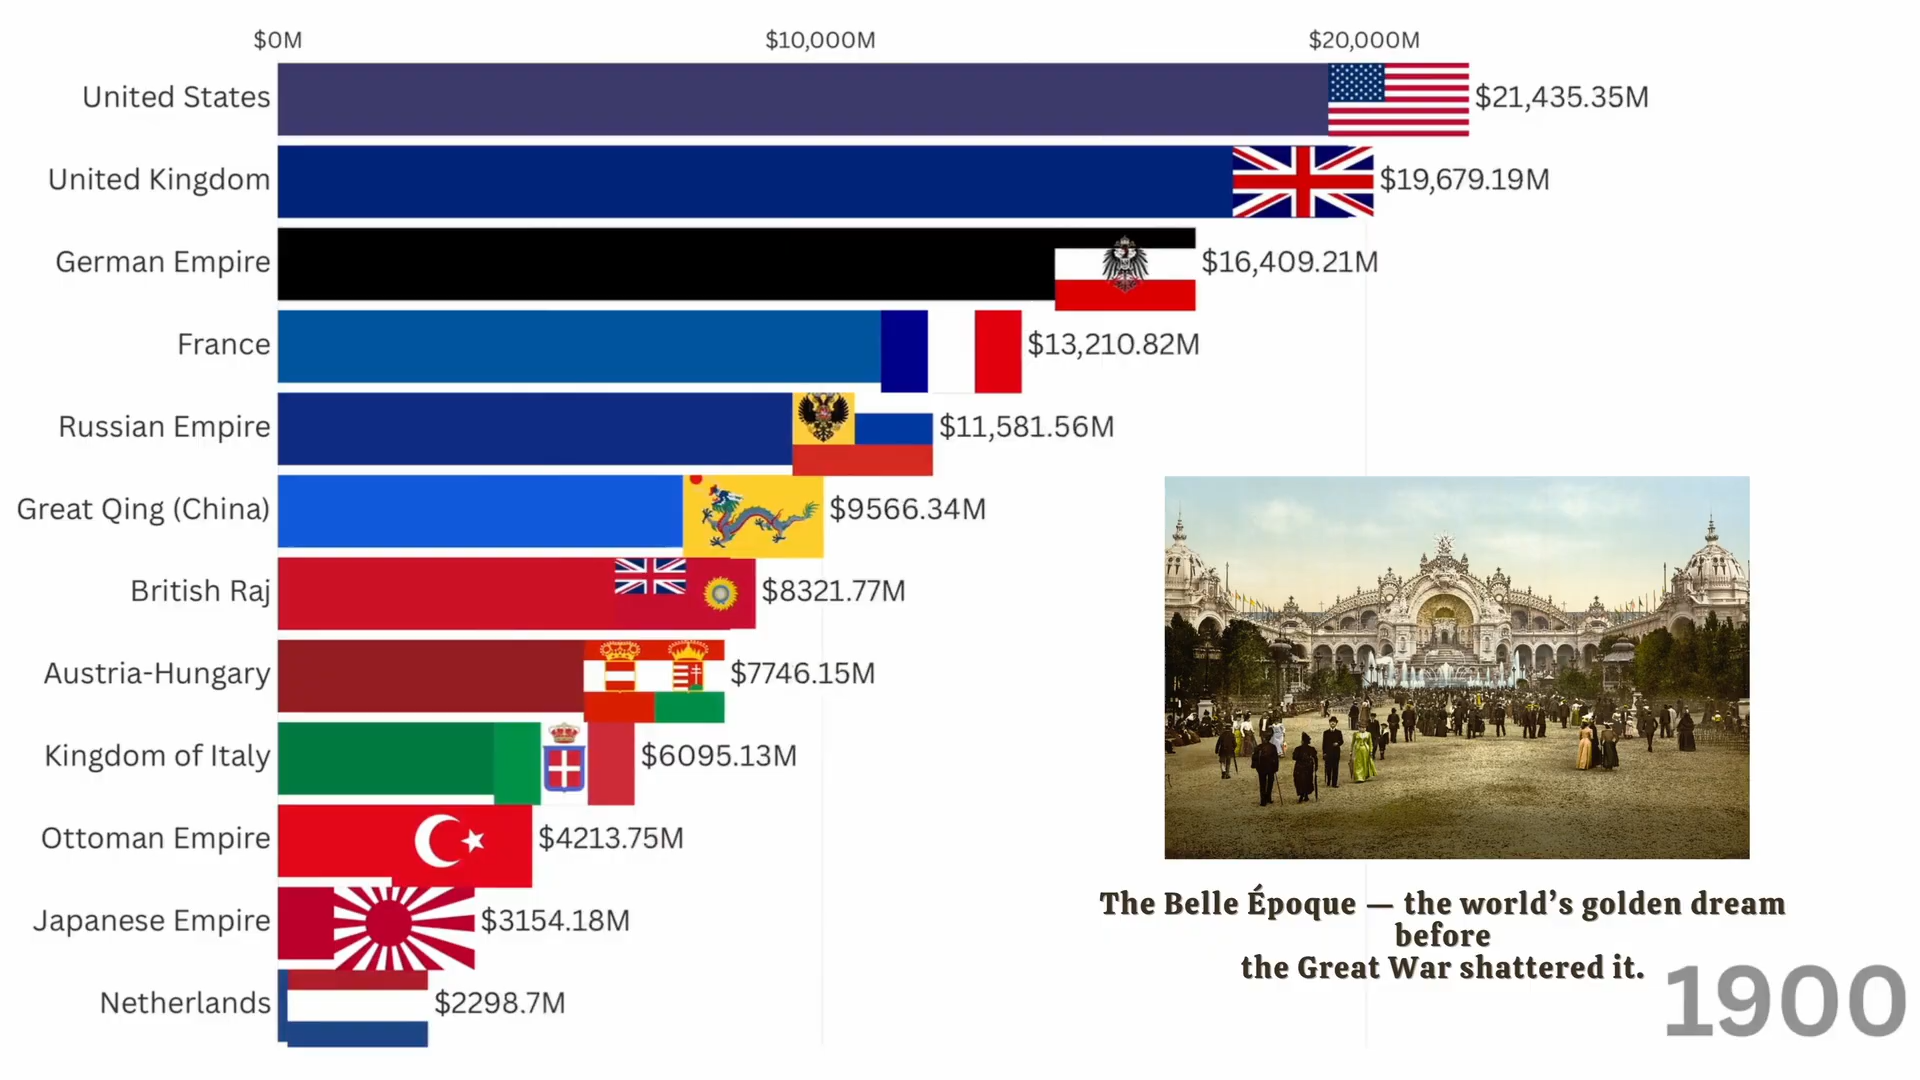 $0M $10,000M $20,000M
United States $21,435.35M
United Kingdom $19,679.19M
German Empire $16,409.21M
France $13,210.82M
Russian Empire $11,581.56M
Great Qing (China) $9566.34M
British Raj $8321.77M
Austria-Hungary $7746.15M
Kingdom of Italy $6095.13M
Ottoman Empire $4213.75M
Japanese Empire $3154.18M
Netherlands $2298.7M
The Belle Époque — the world’s golden dream
before
the Great War shattered it.
1900